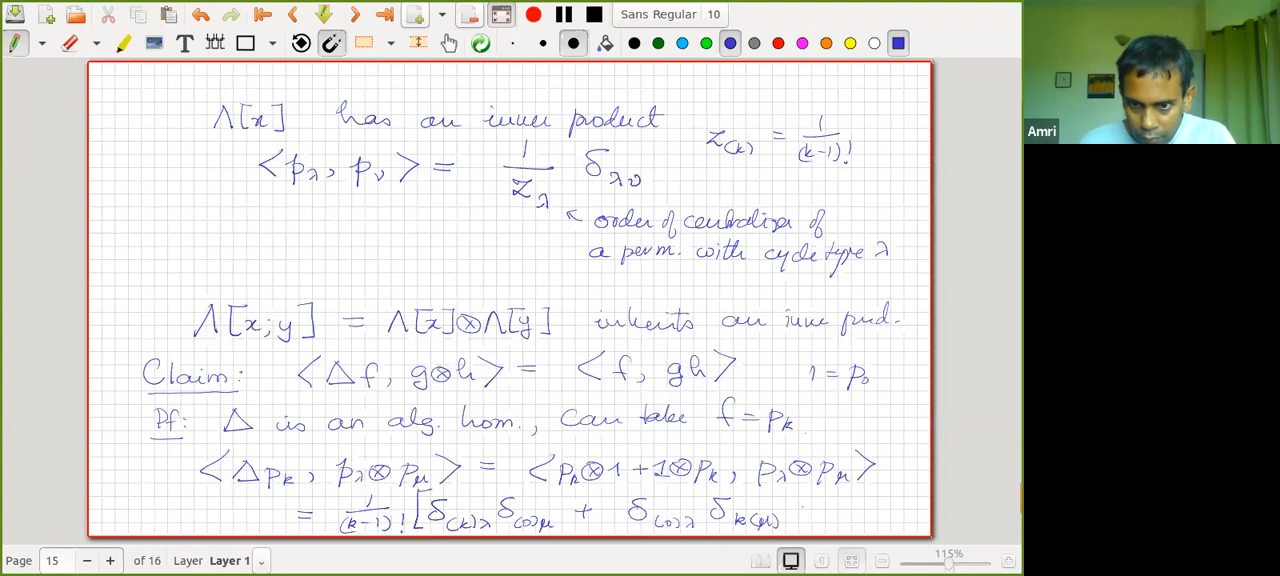 Sans Regular 10
Amri
Λ[x] has an inner product
z_(k) = 1/(k-1)!
<p_λ, p_ν> = 1/z_λ δ_λν
↖ order of centralizer of
a perm. with cycle type λ
Λ[x;y] = Λ[x]⊗Λ[y] inherits an inner prod.
Claim: <Δf, g⊗h> = <f, gh> 1 = p_0
Pf: Δ is an alg. hom., can take f = p_k.
<Δp_k, p_λ⊗p_μ> = <p_k⊗1 + 1⊗p_k, p_λ⊗p_μ>
= 1/(k-1)! [δ_(k)λ δ_(0)μ + δ_(0)λ δ_k(μ)
Page 15 of 16 Layer Layer 1 115%